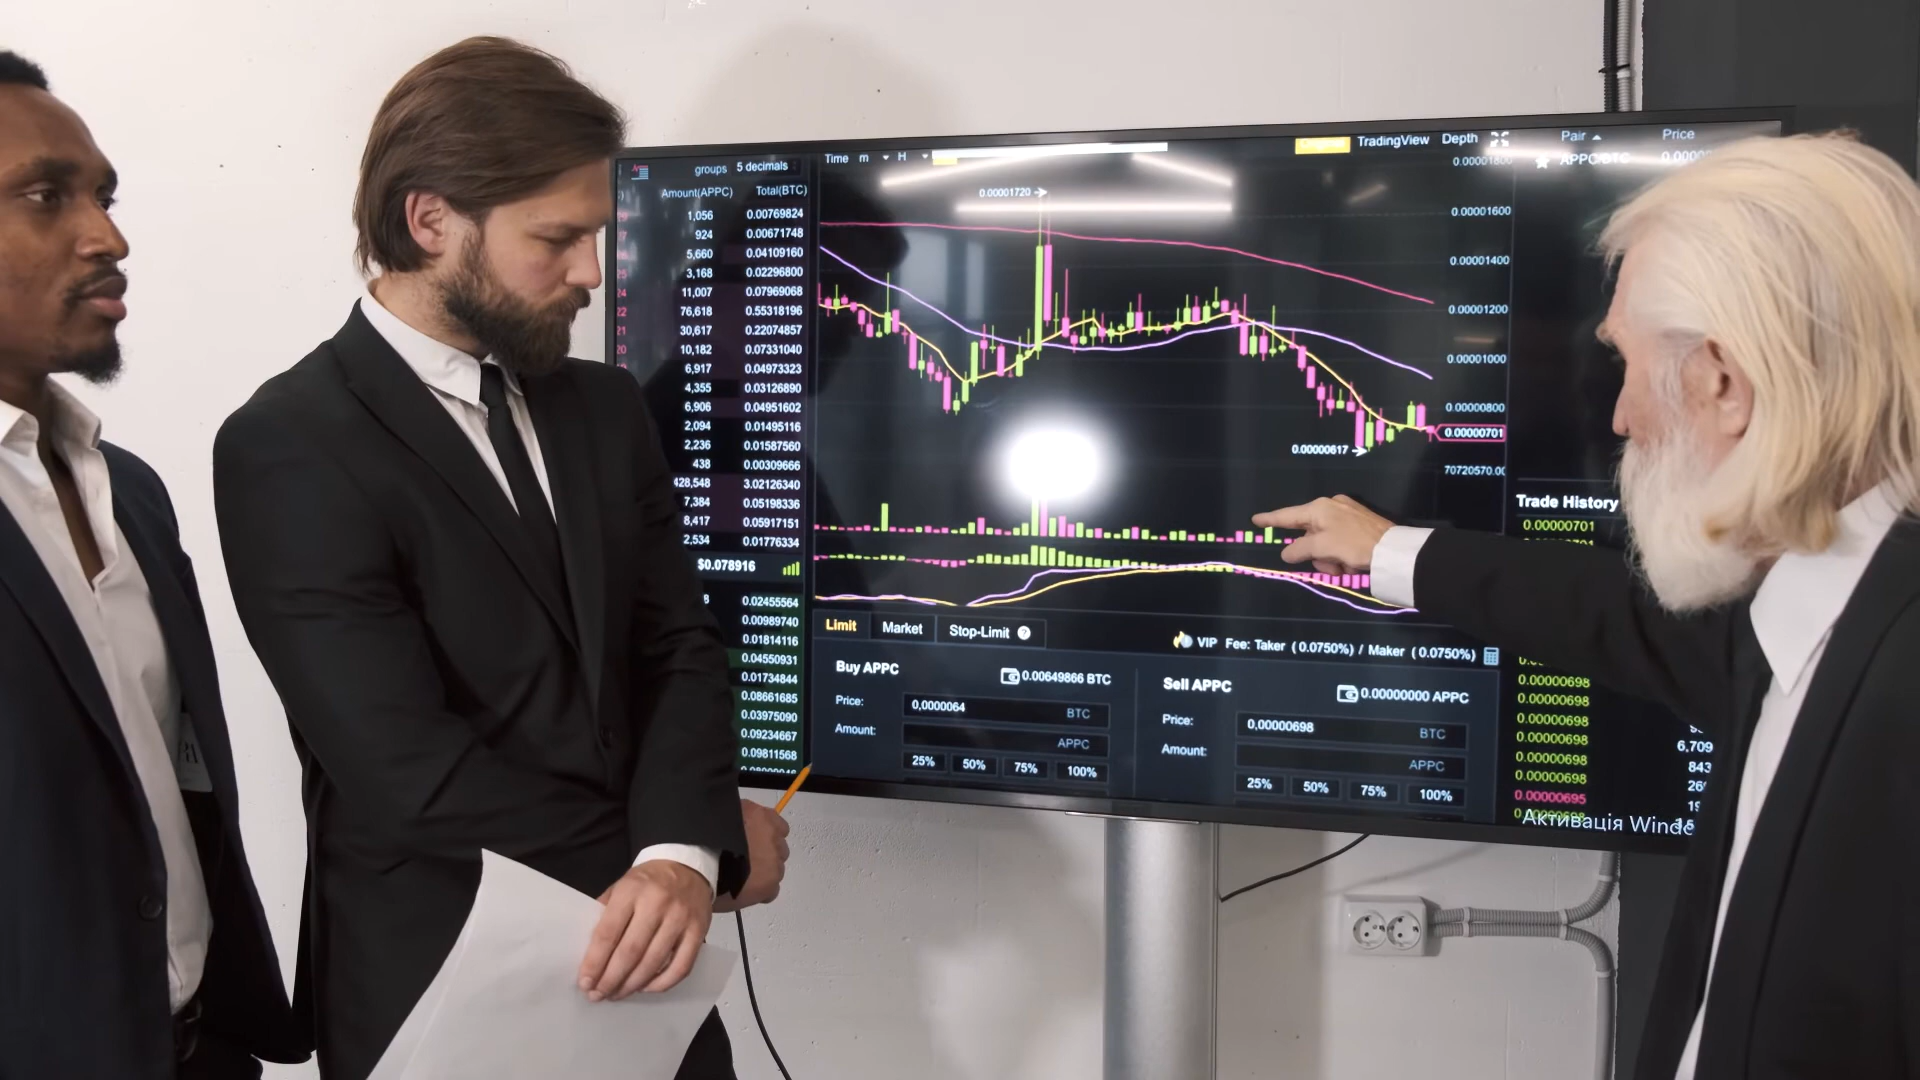 groups 5 decimals
Amount(APPC) Total(BTC)
1,056 0.00769824
924 0.00671748
5,660 0.04109160
3,168 0.02296800
11,007 0.07969068
76,618 0.55318196
30,617 0.22074857
10,182 0.07331040
6,917 0.04973323
4,355 0.03126890
6,906 0.04951602
2,094 0.01495116
2,236 0.01587560
438 0.00309666
428,548 3.02126340
7,384 0.05198336
8,417 0.05917151
2,534 0.01776334
$0.078916
8 0.02455564
0.00989740
0.01814116
0.04550931
0.01734844
0.08661685
0.03975090
0.09234667
0.09811568
Time m H
TradingView Depth
0.00001800
0.00001720
0.00001600
0.00001400
0.00001200
0.00001000
0.00000800
0.00000701
0.00000617
70720570.00
Limit Market Stop-Limit ?
VIP Fee: Taker ( 0.0750%) / Maker ( 0.0750%)
Buy APPC 0.00649866 BTC
Price: 0,0000064 BTC
Amount: APPC
25% 50% 75% 100%
Sell APPC 0.00000000 APPC
Price: 0,00000698 BTC
Amount: APPC
25% 50% 75% 100%
Pair Price
APPC/BTC 0.0000
Trade History
0.00000701
0.00000698
0.00000698
0.00000698
0.00000698
0.00000698 6,709
0.00000698 843
0.00000695
Активація Windo